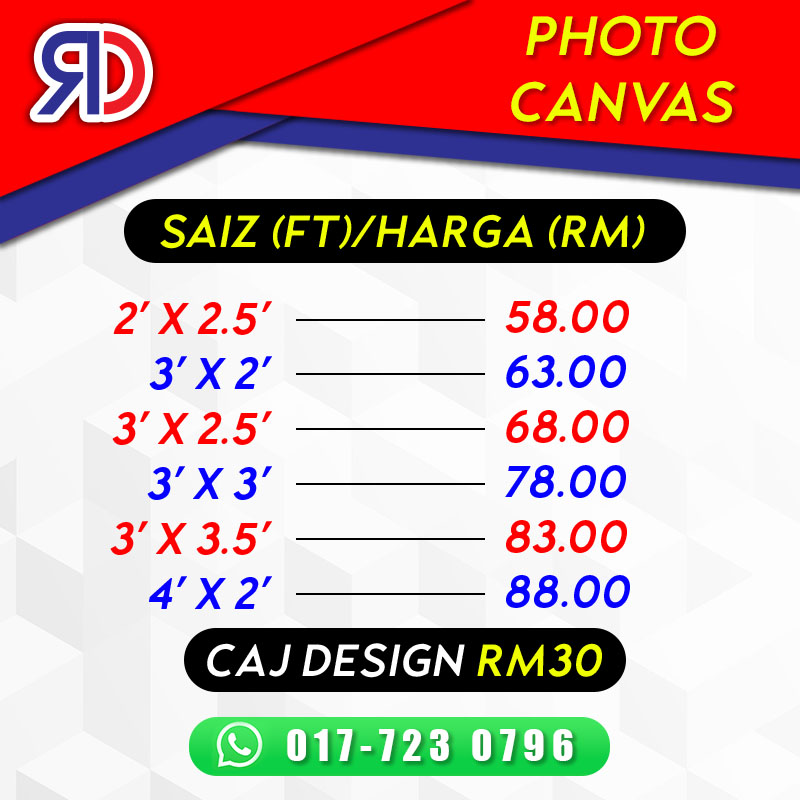 RD
PHOTO
CANVAS
SAIZ (FT)/HARGA (RM)
2' X 2.5' 58.00
3' X 2' 63.00
3' X 2.5' 68.00
3' X 3' 78.00
3' X 3.5' 83.00
4' X 2' 88.00
CAJ DESIGN RM30
017-723 0796